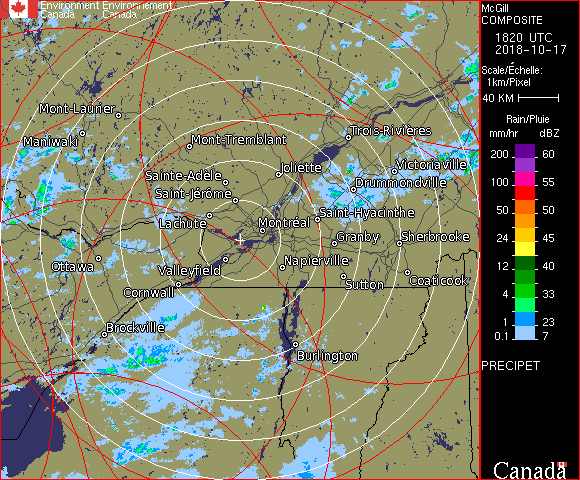 Environment Environnement
Canada Canada
McGill
COMPOSITE
1820 UTC
2018-10-17
Scale/Échelle:
1km/Pixel
40 KM
Rain/Pluie
mm/hr dBZ
200 60
57
100 55
50 50
24 45
12 40
8 35
4 33
1 23
0.1 7
PRECIPET
Canada
Mont-Laurier
Maniwaki
Mont-Tremblant
Trois-Rivières
Joliette
Victoriaville
Sainte-Adèle
Drummondville
Saint-Jérôme
Saint-Hyacinthe
Lachute
Montréal
Granby
Sherbrooke
Ottawa
Valleyfield
Napierville
Cornwall
Sutton
Coaticook
Brockville
Burlington